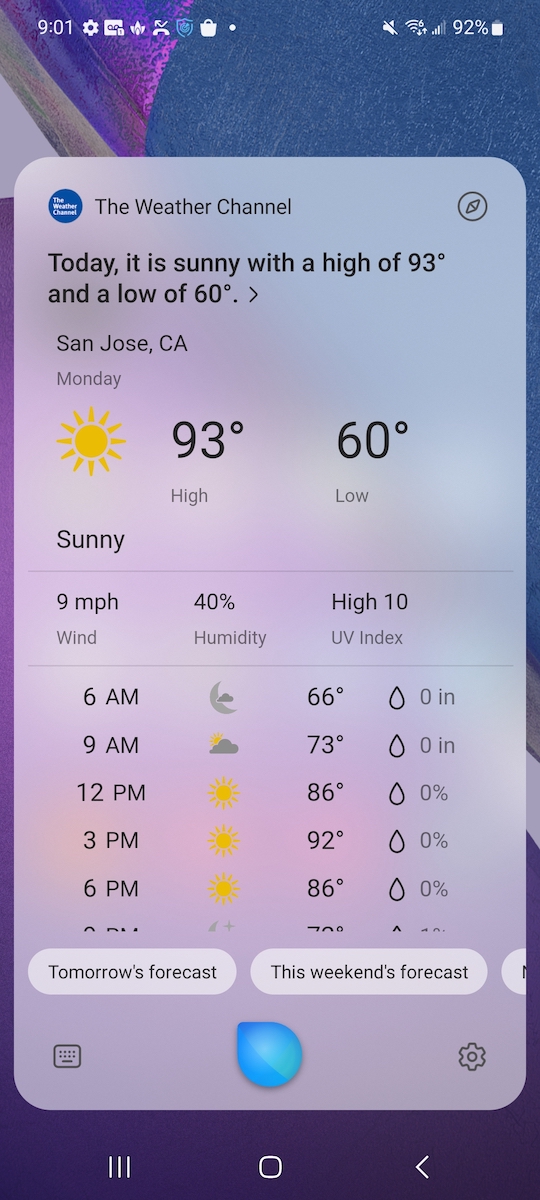 9:01 92%
The Weather Channel The Weather Channel
Today, it is sunny with a high of 93°
and a low of 60°. >
San Jose, CA
Monday
93° 60°
High Low
Sunny
9 mph 40% High 10
Wind Humidity UV Index
6 AM 66° 0 in
9 AM 73° 0 in
12 PM 86° 0%
3 PM 92° 0%
6 PM 86° 0%
Tomorrow's forecast This weekend's forecast